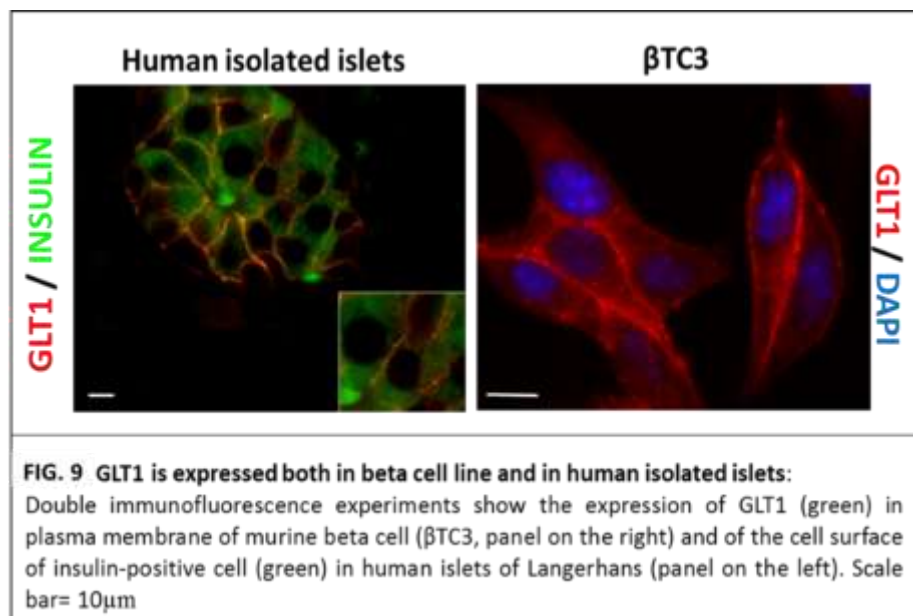 Human isolated islets
βTC3
GLT1 / INSULIN
GLT1 / DAPI
FIG. 9 GLT1 is expressed both in beta cell line and in human isolated islets:
Double immunofluorescence experiments show the expression of GLT1 (green) in
plasma membrane of murine beta cell (βTC3, panel on the right) and of the cell surface
of insulin-positive cell (green) in human islets of Langerhans (panel on the left). Scale
bar= 10μm